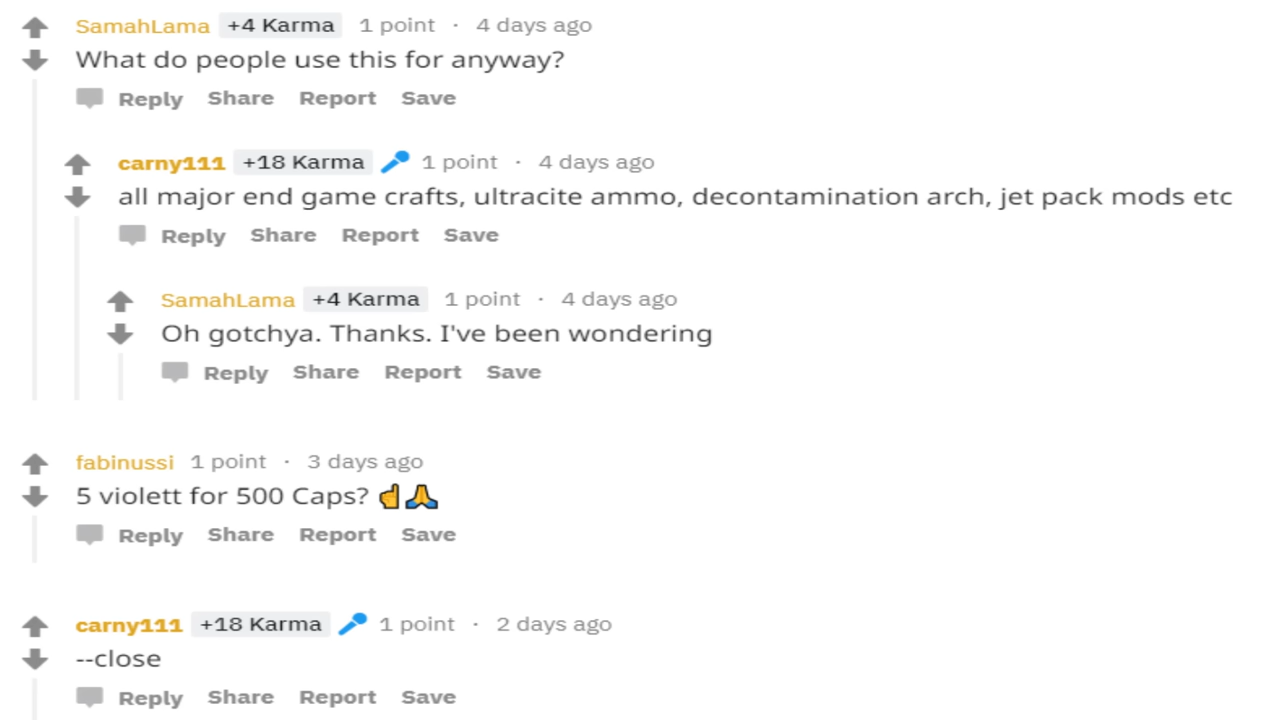 SamahLama +4 Karma 1 point · 4 days ago
What do people use this for anyway?
Reply Share Report Save
carny111 +18 Karma 1 point · 4 days ago
all major end game crafts, ultracite ammo, decontamination arch, jet pack mods etc
Reply Share Report Save
SamahLama +4 Karma 1 point · 4 days ago
Oh gotchya. Thanks. I've been wondering
Reply Share Report Save
fabinussi 1 point · 3 days ago
5 violett for 500 Caps? ☝️🙏
Reply Share Report Save
carny111 +18 Karma 1 point · 2 days ago
--close
Reply Share Report Save